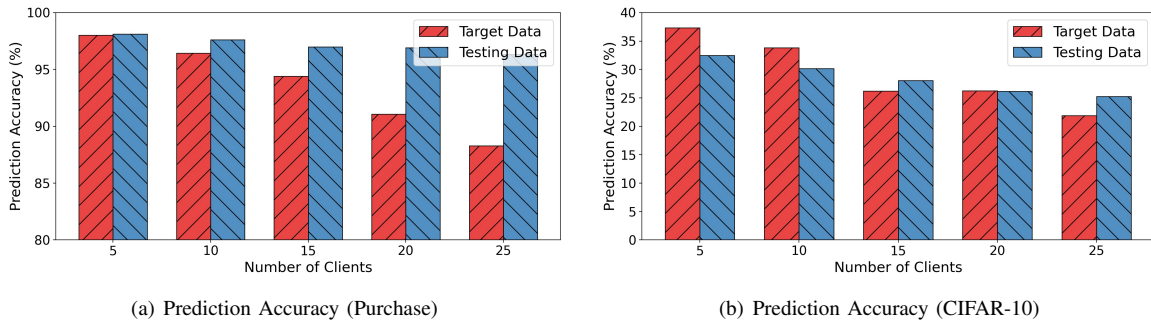 Prediction Accuracy (%)
100
95
90
85
80
Target Data
Testing Data
5 10 15 20 25
Number of Clients
(a) Prediction Accuracy (Purchase)
Prediction Accuracy (%)
40
35
30
25
20
15
10
5
0
Target Data
Testing Data
5 10 15 20 25
Number of Clients
(b) Prediction Accuracy (CIFAR-10)